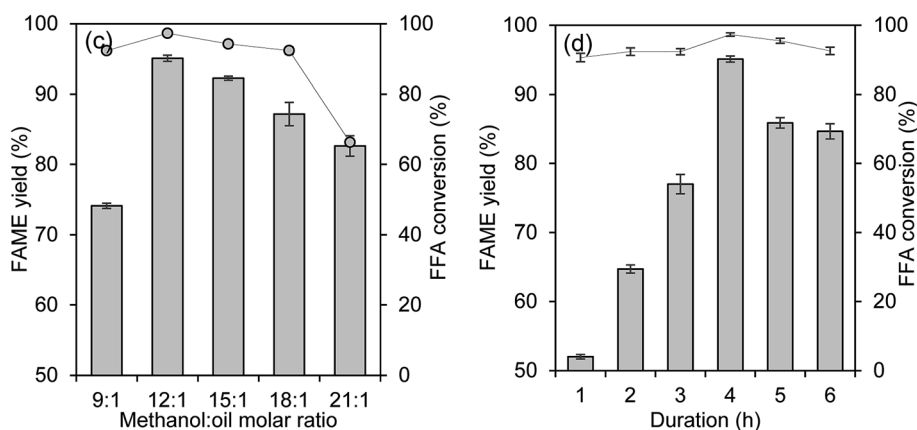 (c)
FAME yield (%)
100
90
80
70
60
50
FFA conversion (%)
100
80
60
40
20
0
9:1 12:1 15:1 18:1 21:1
Methanol:oil molar ratio
(d)
FAME yield (%)
100
90
80
70
60
50
FFA conversion (%)
100
80
60
40
20
0
1 2 3 4 5 6
Duration (h)